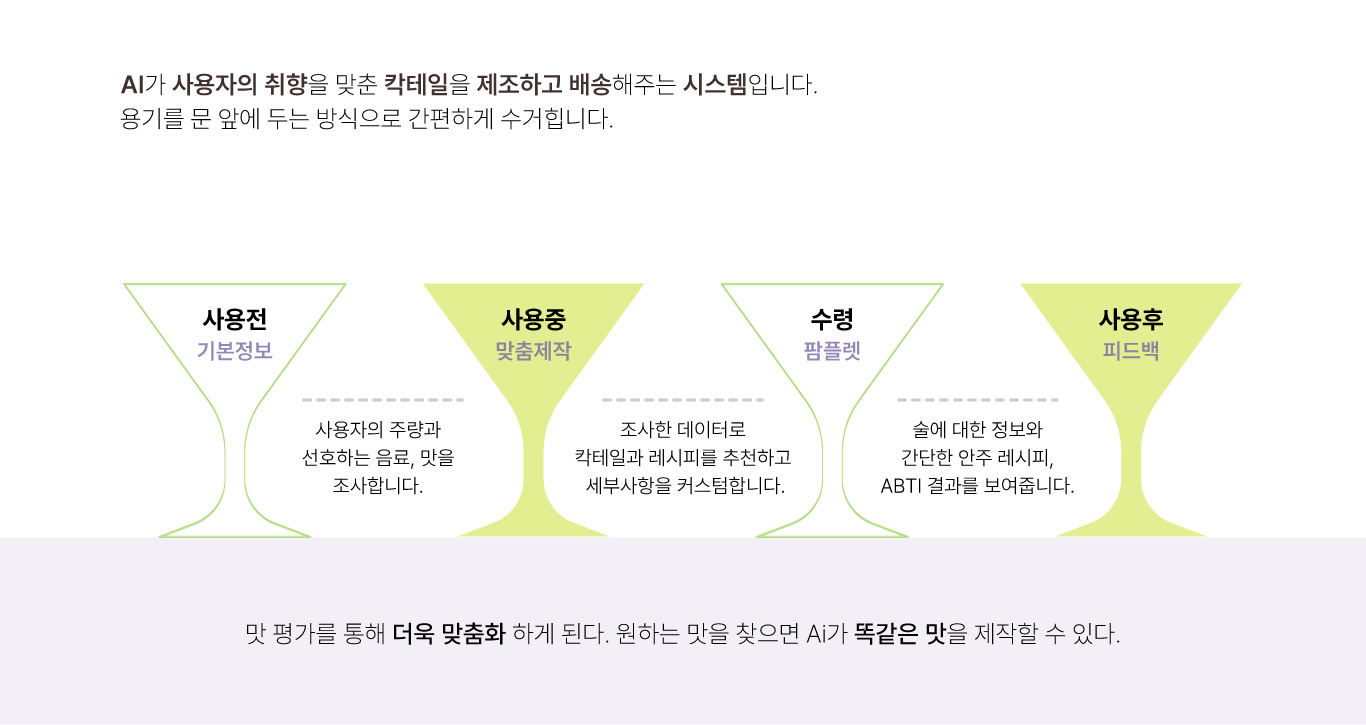 AI가 사용자의 취향을 맞춘 칵테일을 제조하고 배송해주는 시스템입니다.
용기를 문 앞에 두는 방식으로 간편하게 수거힙니다.
사용전
기본정보
사용자의 주량과
선호하는 음료, 맛을
조사합니다.
사용중
맞춤제작
조사한 데이터로
칵테일과 레시피를 추천하고
세부사항을 커스텀합니다.
수령
팜플렛
술에 대한 정보와
간단한 안주 레시피,
ABTI 결과를 보여줍니다.
사용후
피드백
맛 평가를 통해 더욱 맞춤화 하게 된다. 원하는 맛을 찾으면 Ai가 똑같은 맛을 제작할 수 있다.